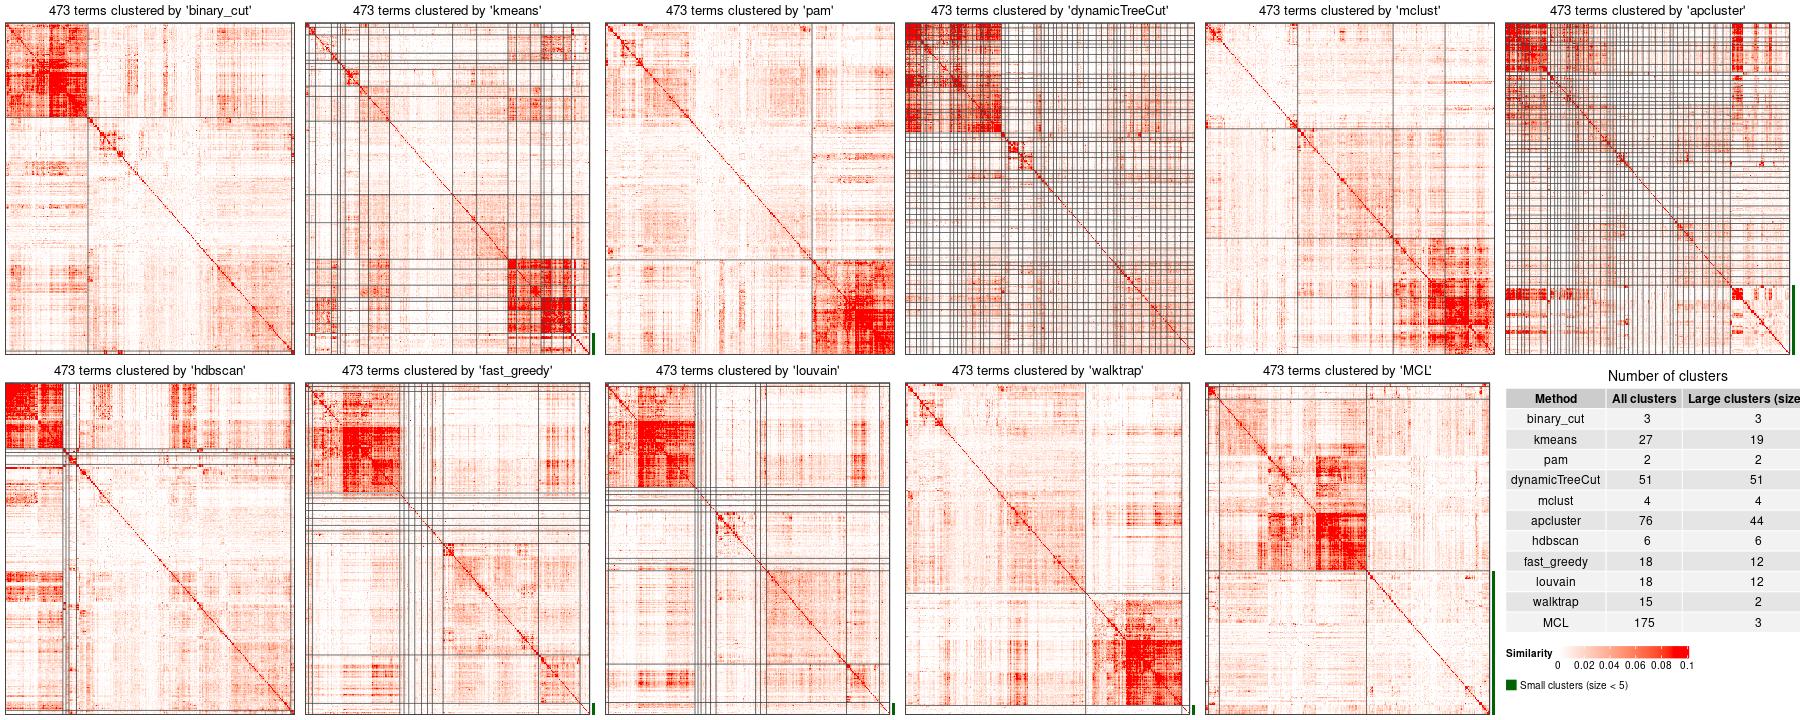 473 terms clustered by 'binary_cut'
473 terms clustered by 'kmeans'
473 terms clustered by 'pam'
473 terms clustered by 'dynamicTreeCut'
473 terms clustered by 'mclust'
473 terms clustered by 'apcluster'
473 terms clustered by 'hdbscan'
473 terms clustered by 'fast_greedy'
473 terms clustered by 'louvain'
473 terms clustered by 'walktrap'
473 terms clustered by 'MCL'
Number of clusters
Method All clusters Large clusters (size
binary_cut 3 3
kmeans 27 19
pam 2 2
dynamicTreeCut 51 51
mclust 4 4
apcluster 76 44
hdbscan 6 6
fast_greedy 18 12
louvain 18 12
walktrap 15 2
MCL 175 3
Similarity
0 0.02 0.04 0.06 0.08 0.1
Small clusters (size < 5)